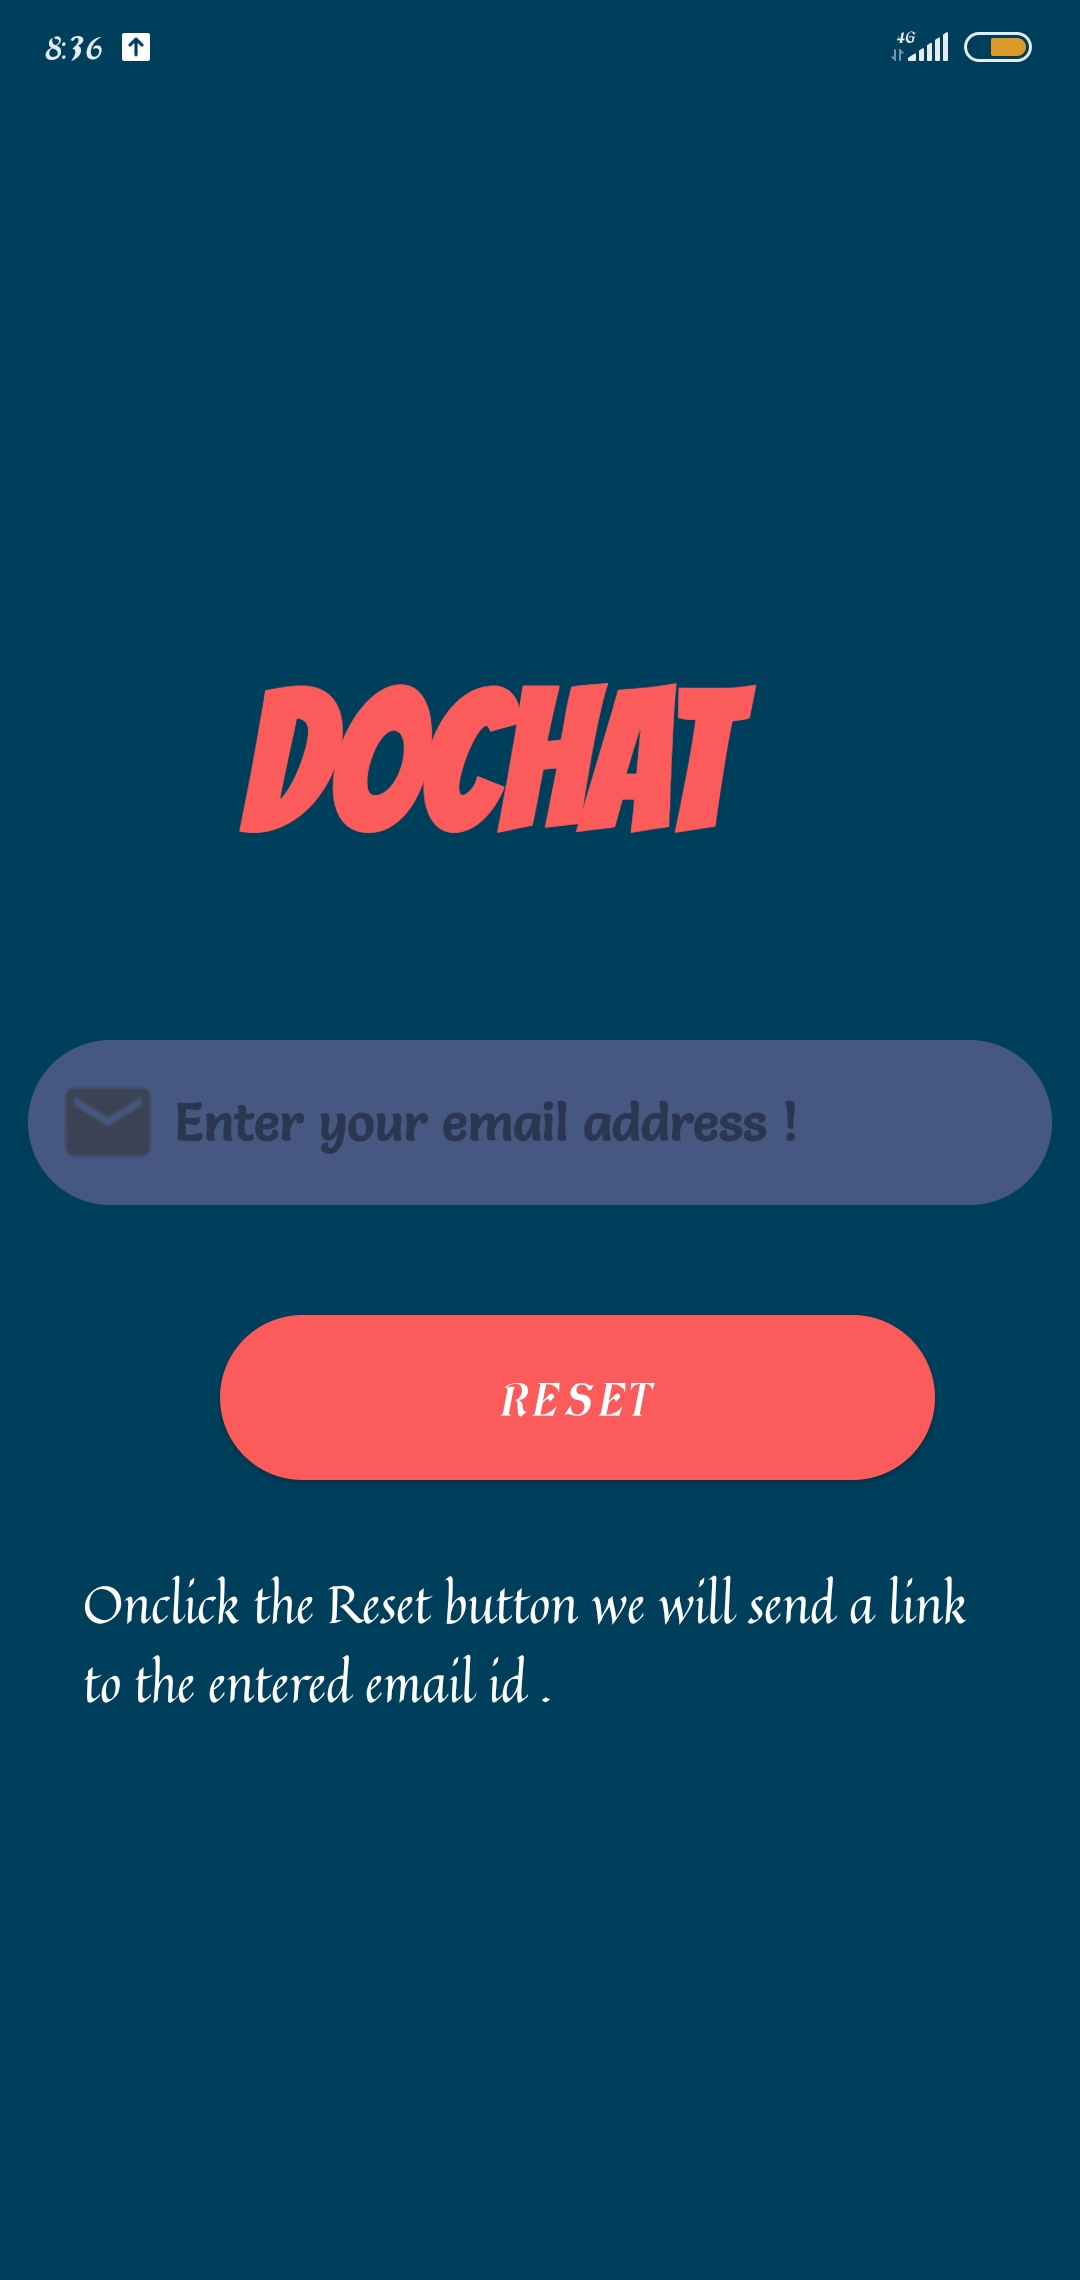 8:36
4G
DOCHAT
Enter your email address !
RESET
Onclick the Reset button we will send a link
to the entered email id .